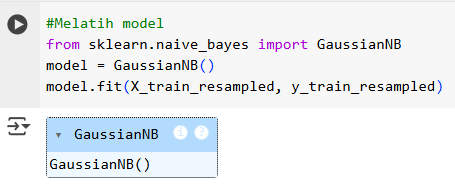 #Melatih model
from sklearn.naive_bayes import GaussianNB
model = GaussianNB()
model.fit(X_train_resampled, y_train_resampled)
GaussianNB i ?
GaussianNB()